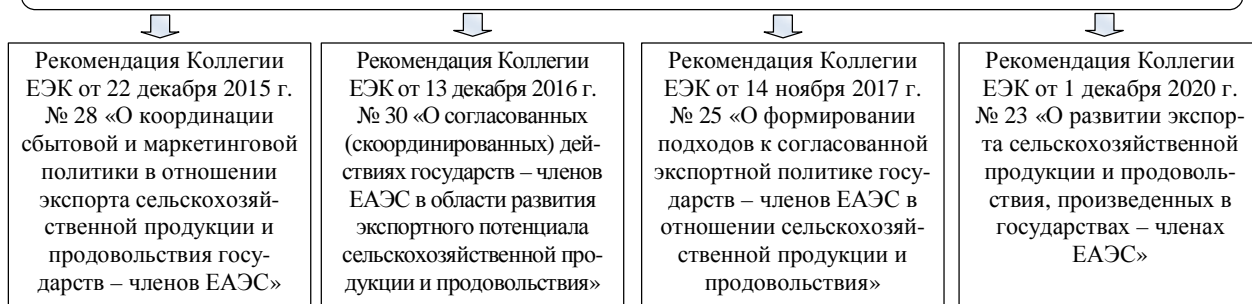 Рекомендация Коллегии
ЕЭК от 22 декабря 2015 г.
№ 28 «О координации
сбытовой и маркетинговой
политики в отношении
экспорта сельскохозяй-
ственной продукции и
продовольствия госу-
дарств – членов ЕАЭС»
Рекомендация Коллегии
ЕЭК от 13 декабря 2016 г.
№ 30 «О согласованных
(скоординированных) дей-
ствиях государств – членов
ЕАЭС в области развития
экспортного потенциала
сельскохозяйственной про-
дукции и продовольствия»
Рекомендация Коллегии
ЕЭК от 14 ноября 2017 г.
№ 25 «О формировании
подходов к согласованной
экспортной политике госу-
дарств – членов ЕАЭС в
отношении сельскохозяй-
ственной продукции и
продовольствия»
Рекомендация Коллегии
ЕЭК от 1 декабря 2020 г.
№ 23 «О развитии экспор-
та сельскохозяйственной
продукции и продоволь-
ствия, произведенных в
государствах – членах
ЕАЭС»